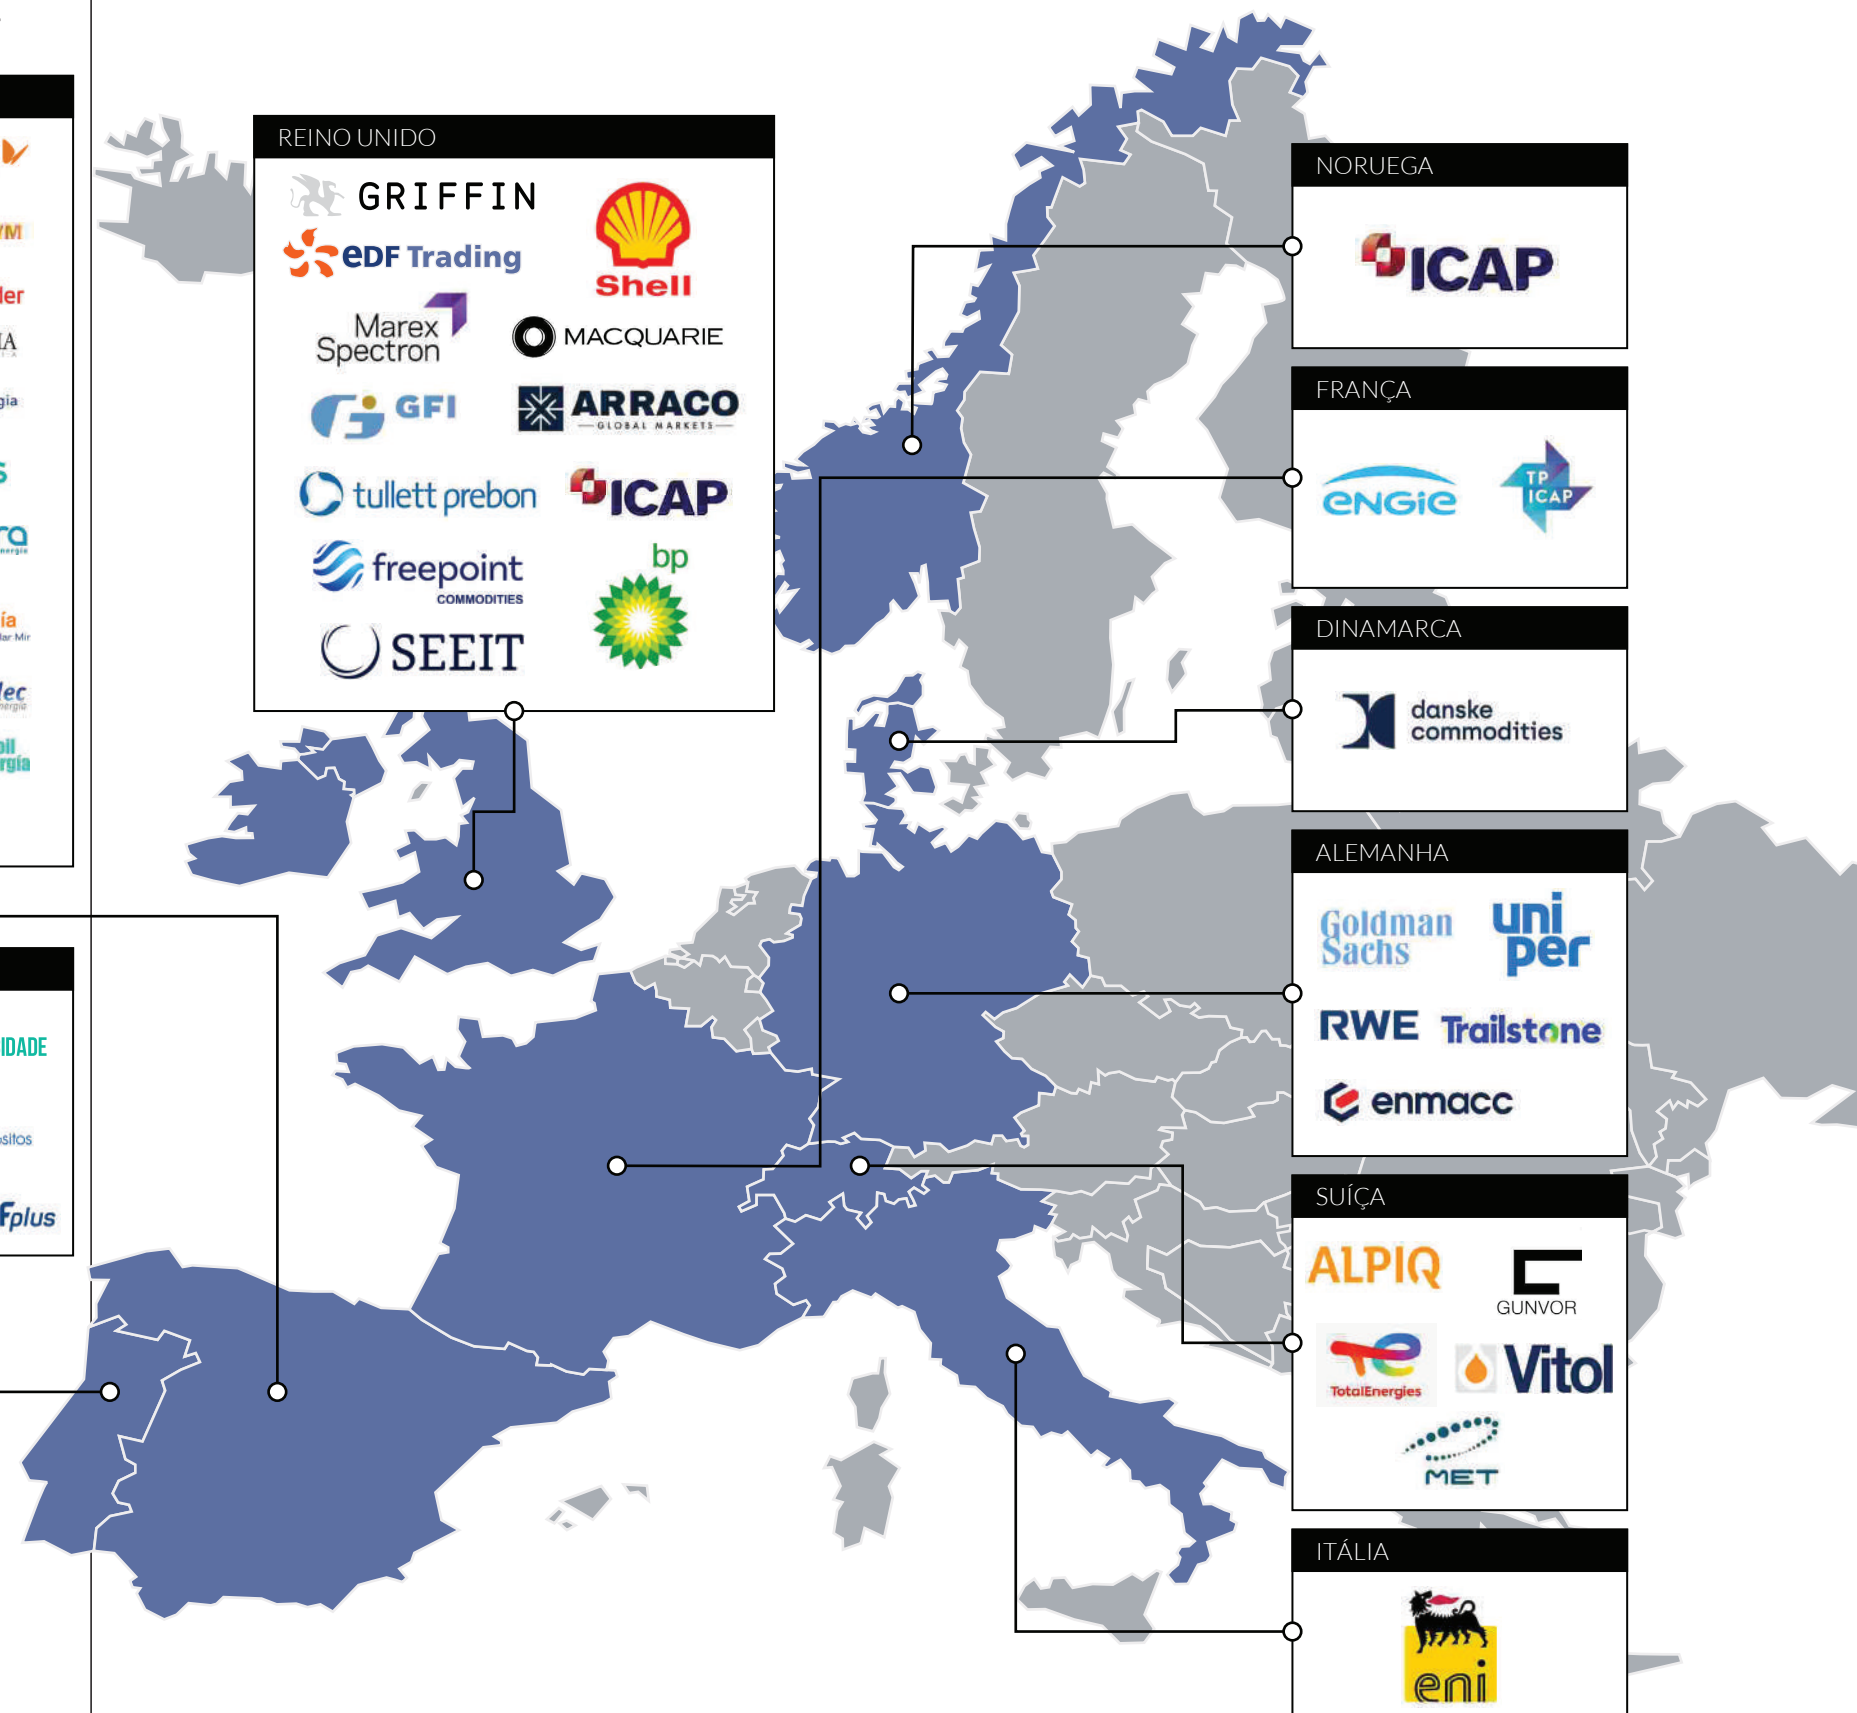 IDADE
Fplus
REINO UNIDO
GRIFFIN
eDF Trading
Shell
Marex
Spectron
MACQUARIE
GFI
ARRACO
GLOBAL MARKETS
tullett prebon
ICAP
freepoint
COMMODITIES
bp
SEEIT
NORUEGA
ICAP
FRANÇA
eNGie
TP
ICAP
DINAMARCA
danske
commodities
ALEMANHA
Goldman
Sachs
uni
per
RWE
Trailstone
enmacc
SUÍÇA
ALPIQ
GUNVOR
TotalEnergies
Vitol
MET
ITÁLIA
eni